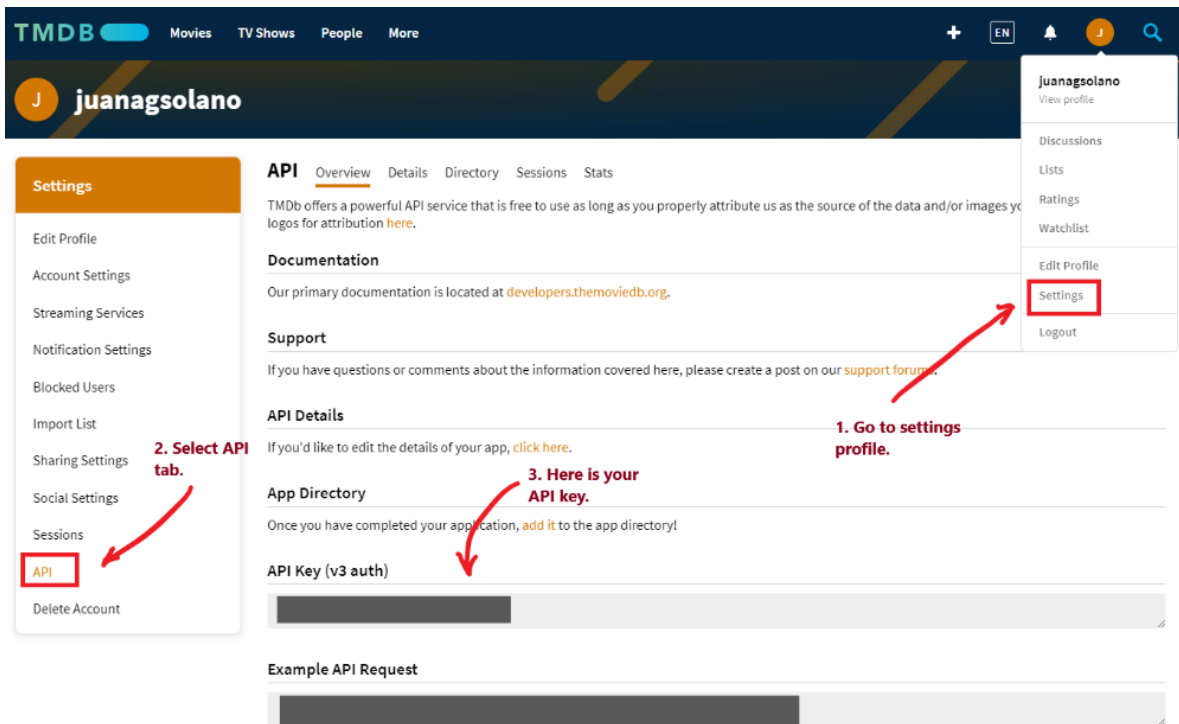 TMDB Movies TV Shows People More EN J
J juanagsolano
juanagsolano
View profile
Discussions
Lists
Ratings
Watchlist
Edit Profile
Settings
Logout
Settings
Edit Profile
Account Settings
Streaming Services
Notification Settings
Blocked Users
Import List
Sharing Settings
Social Settings
Sessions
API
Delete Account
2. Select API
tab.
API Overview Details Directory Sessions Stats
TMDb offers a powerful API service that is free to use as long as you properly attribute us as the source of the data and/or images
logos for attribution here.
Documentation
Our primary documentation is located at developers.themoviedb.org.
Support
If you have questions or comments about the information covered here, please create a post on our support forums.
1. Go to settings
profile.
API Details
If you'd like to edit the details of your app, click here.
3. Here is your
API key.
App Directory
Once you have completed your application, add it to the app directory!
API Key (v3 auth)
Example API Request